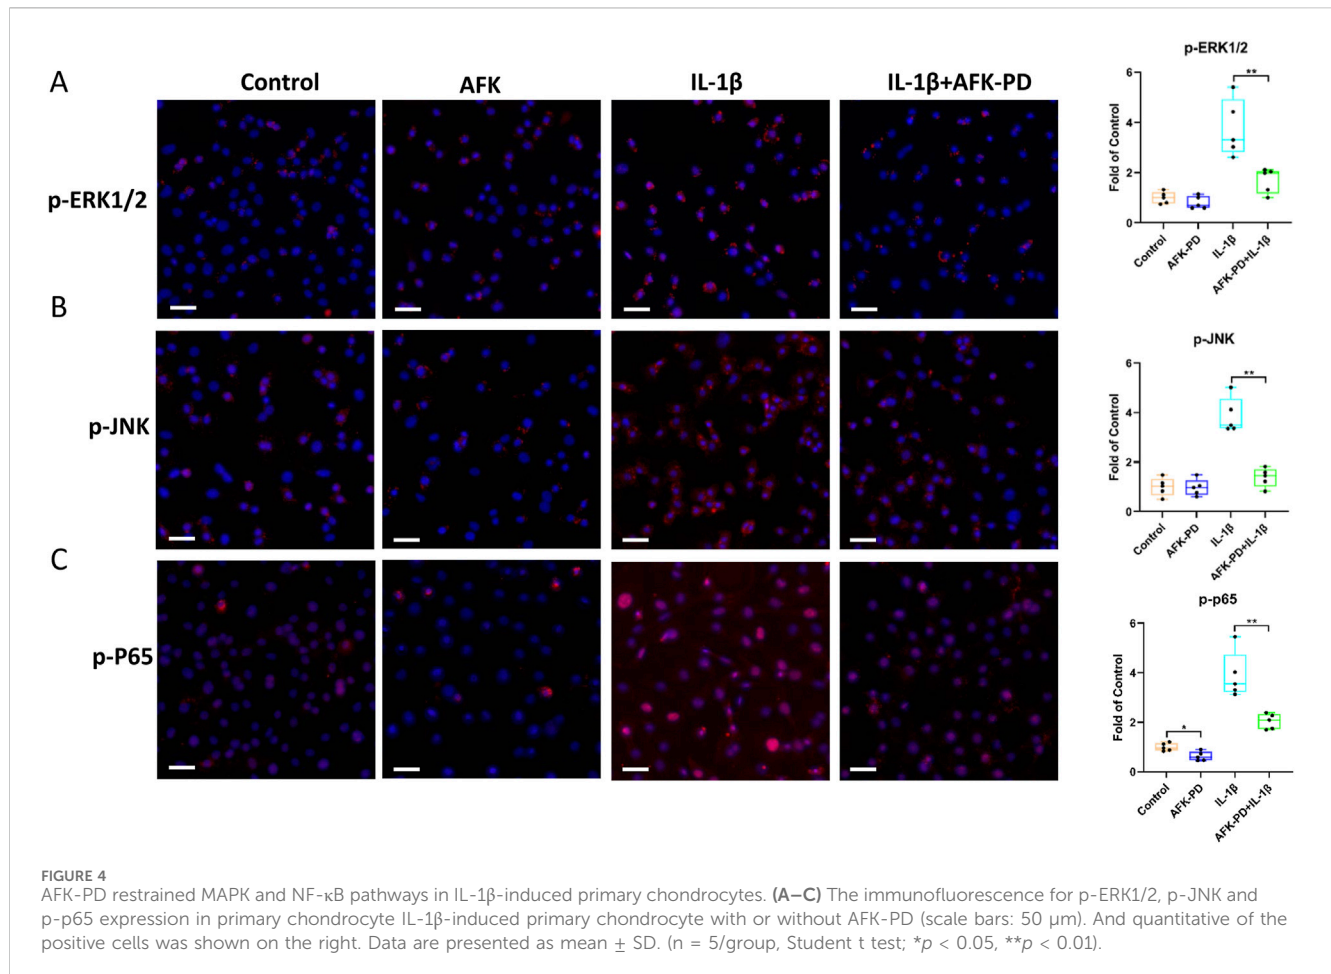 A
Control
AFK
IL-1β
IL-1β+AFK-PD
p-ERK1/2
p-ERK1/2
Fold of Control
6
4
2
0
**
Control
AFK-PD
IL-1β
AFK-PD+IL-1β
B
p-JNK
p-JNK
Fold of Control
6
4
2
0
**
Control
AFK-PD
IL-1β
AFK-PD+IL-1β
C
p-P65
p-p65
Fold of Control
6
4
2
0
*
**
Control
AFK-PD
IL-1β
AFK-PD+IL-1β
FIGURE 4
AFK-PD restrained MAPK and NF-κB pathways in IL-1β-induced primary chondrocytes. (A–C) The immunofluorescence for p-ERK1/2, p-JNK and
p-p65 expression in primary chondrocyte IL-1β-induced primary chondrocyte with or without AFK-PD (scale bars: 50 μm). And quantitative of the
positive cells was shown on the right. Data are presented as mean ± SD. (n = 5/group, Student t test; *p < 0.05, **p < 0.01).